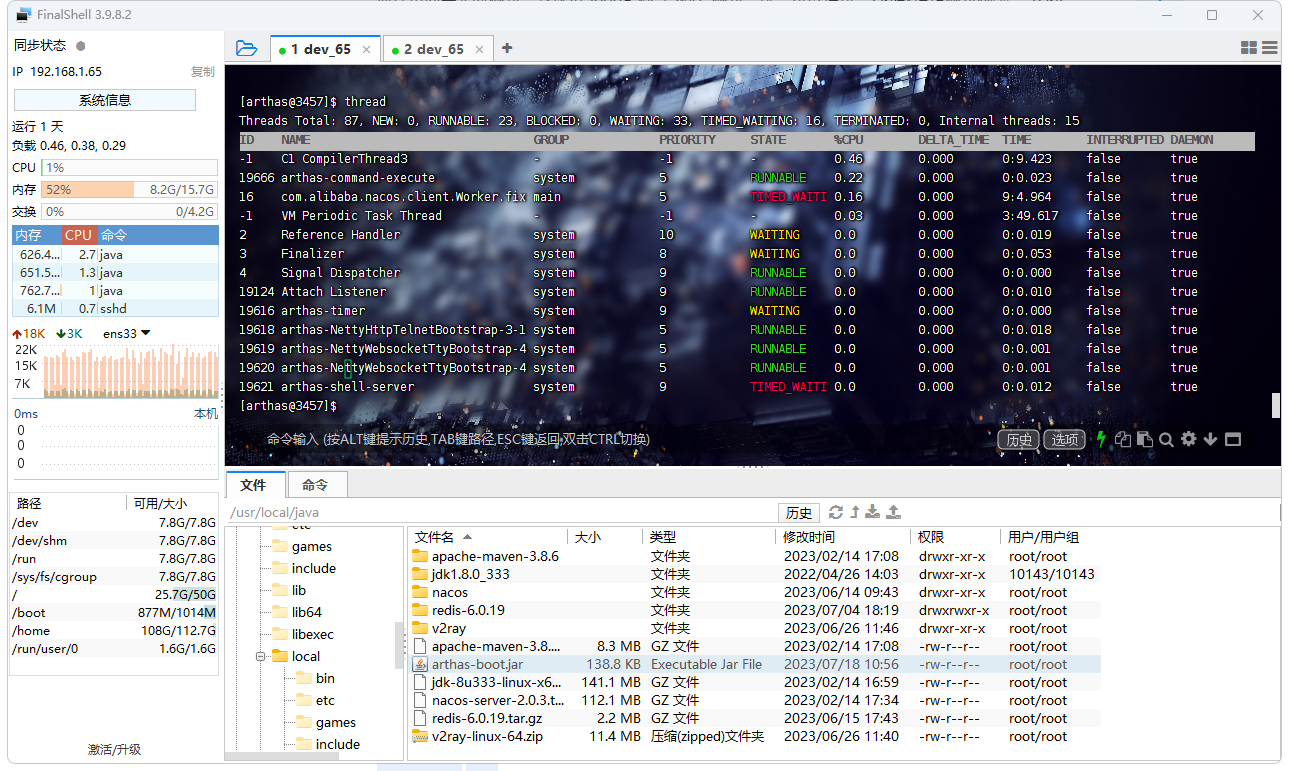 FinalShell 3.9.8.2
同步状态
IP 192.168.1.65 复制
系统信息
运行 1 天
负载 0.46, 0.38, 0.29
CPU 1%
内存 52% 8.2G/15.7G
交换 0% 0/4.2G
内存 CPU 命令
626.4... 2.7 java
651.5... 1.3 java
762.7... 1 java
6.1M 0.7 sshd
18K 3K ens33
22K
15K
7K
0ms 本机
0
0
0
路径 可用/大小
/dev 7.8G/7.8G
/dev/shm 7.8G/7.8G
/run 7.8G/7.8G
/sys/fs/cgroup 7.8G/7.8G
/ 25.7G/50G
/boot 877M/1014M
/home 108G/112.7G
/run/user/0 1.6G/1.6G
激活/升级
1 dev_65 2 dev_65
[arthas@3457]$ thread
Threads Total: 87, NEW: 0, RUNNABLE: 23, BLOCKED: 0, WAITING: 33, TIMED_WAITING: 16, TERMINATED: 0, Internal threads: 15
ID NAME GROUP PRIORITY STATE %CPU DELTA_TIME TIME INTERRUPTED DAEMON
-1 C1 CompilerThread3 - -1 - 0.46 0.000 0:9.423 false true
19666 arthas-command-execute system 5 RUNNABLE 0.22 0.000 0:0.023 false true
16 com.alibaba.nacos.client.Worker.fix main 5 TIMED_WAITI 0.16 0.000 9:4.964 false true
-1 VM Periodic Task Thread - -1 - 0.03 0.000 3:49.617 false true
2 Reference Handler system 10 WAITING 0.0 0.000 0:0.019 false true
3 Finalizer system 8 WAITING 0.0 0.000 0:0.053 false true
4 Signal Dispatcher system 9 RUNNABLE 0.0 0.000 0:0.000 false true
19124 Attach Listener system 9 RUNNABLE 0.0 0.000 0:0.010 false true
19616 arthas-timer system 9 WAITING 0.0 0.000 0:0.000 false true
19618 arthas-NettyHttpTelnetBootstrap-3-1 system 5 RUNNABLE 0.0 0.000 0:0.018 false true
19619 arthas-NettyWebsocketTtyBootstrap-4 system 5 RUNNABLE 0.0 0.000 0:0.001 false true
19620 arthas-NettyWebsocketTtyBootstrap-4 system 5 RUNNABLE 0.0 0.000 0:0.001 false true
19621 arthas-shell-server system 9 TIMED_WAITI 0.0 0.000 0:0.012 false true
[arthas@3457]$
命令输入 (按ALT键提示历史,TAB键路径,ESC键返回,双击CTRL切换) 历史 选项
文件 命令
/usr/local/java 历史
etc
games
include
lib
lib64
libexec
local
bin
etc
games
include
文件名 大小 类型 修改时间 权限 用户/用户组
apache-maven-3.8.6 文件夹 2023/02/14 17:08 drwxr-xr-x root/root
jdk1.8.0_333 文件夹 2022/04/26 14:03 drwxr-xr-x 10143/10143
nacos 文件夹 2023/06/14 09:43 drwxr-xr-x root/root
redis-6.0.19 文件夹 2023/07/04 18:19 drwxrwxr-x root/root
v2ray 文件夹 2023/06/26 11:46 drwxr-xr-x root/root
apache-maven-3.8.... 8.3 MB GZ 文件 2023/02/14 17:08 -rw-r--r-- root/root
arthas-boot.jar 138.8 KB Executable Jar File 2023/07/18 10:56 -rw-r--r-- root/root
jdk-8u333-linux-x6... 141.1 MB GZ 文件 2023/02/14 16:59 -rw-r--r-- root/root
nacos-server-2.0.3.t... 112.1 MB GZ 文件 2023/02/14 17:34 -rw-r--r-- root/root
redis-6.0.19.tar.gz 2.2 MB GZ 文件 2023/06/15 17:43 -rw-r--r-- root/root
v2ray-linux-64.zip 11.4 MB 压缩(zipped)文件夹 2023/06/26 11:40 -rw-r--r-- root/root